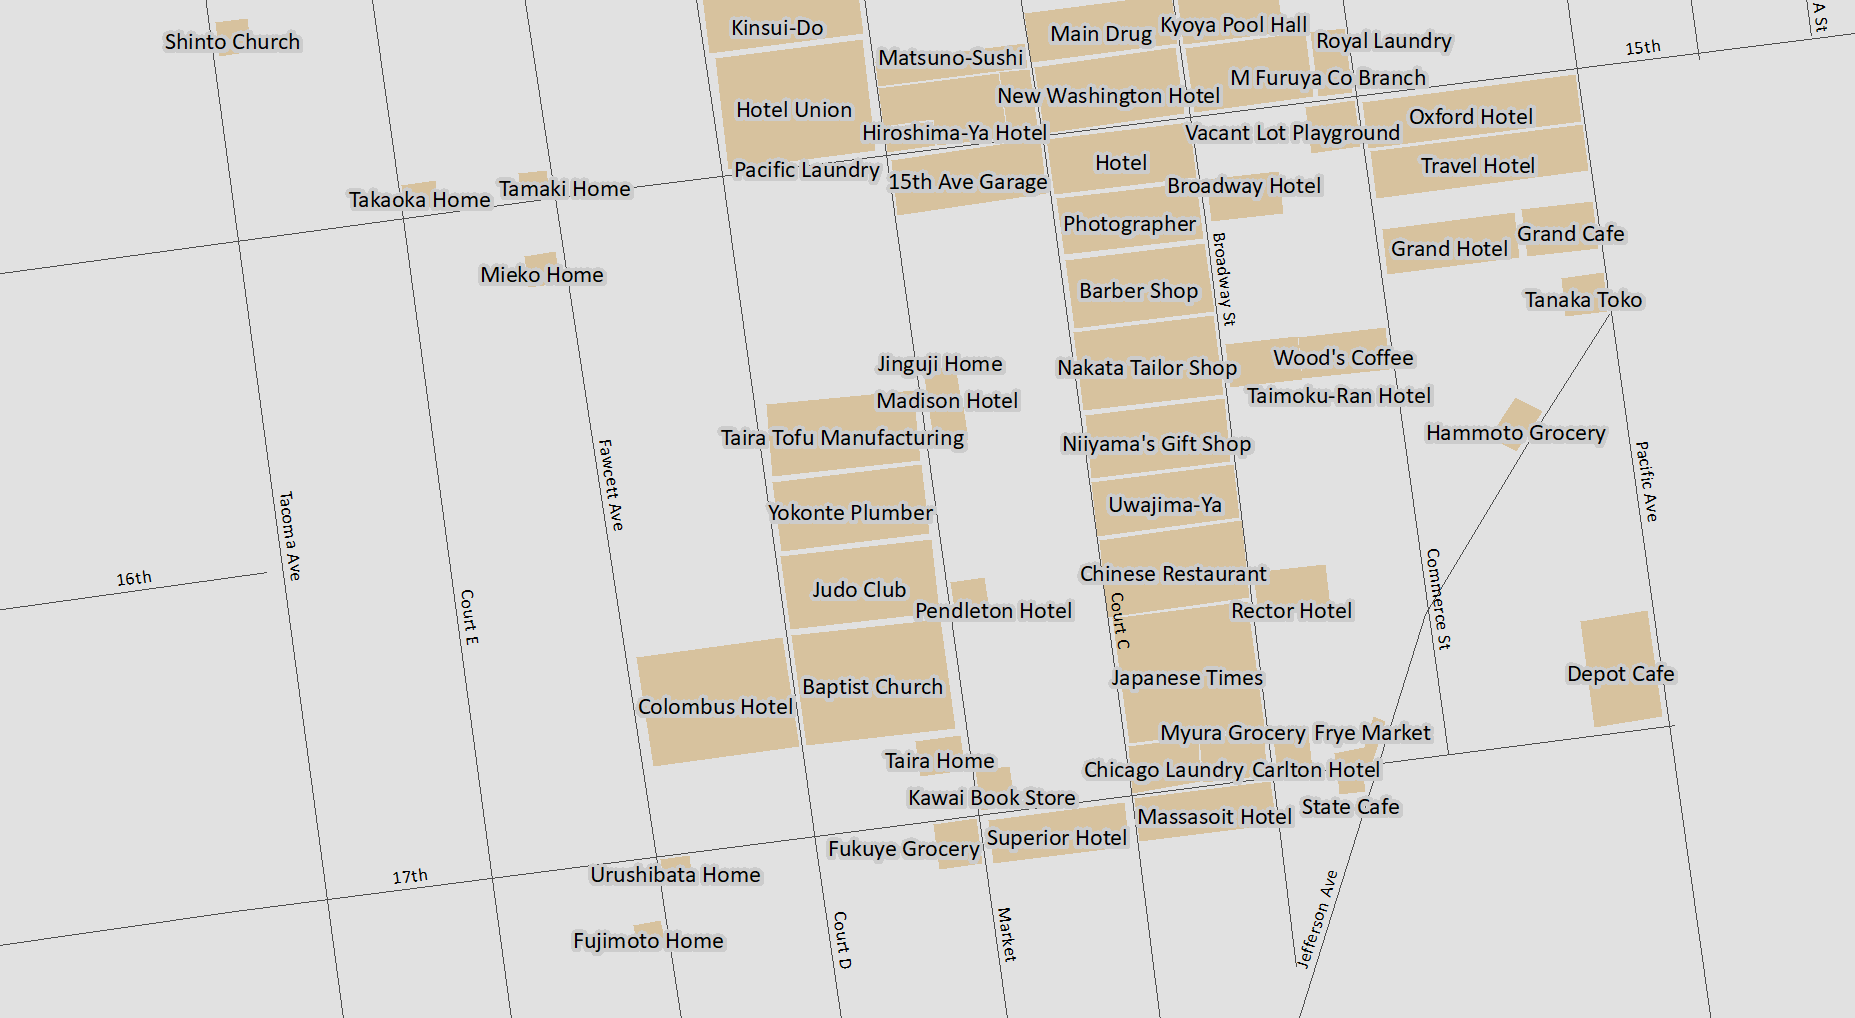 A St
Kinsui-Do
Main Drug
Kyoya Pool Hall
Shinto Church
Royal Laundry
15th
Matsuno-Sushi
M Furuya Co Branch
Hotel Union
New Washington Hotel
Oxford Hotel
Hiroshima-Ya Hotel
Vacant Lot Playground
Pacific Laundry
15th Ave Garage
Hotel
Travel Hotel
Takaoka Home
Tamaki Home
Broadway Hotel
Photographer
Grand Hotel
Grand Cafe
Mieko Home
Broadway St
Barber Shop
Tanaka Toko
Jinguji Home
Nakata Tailor Shop
Wood's Coffee
Madison Hotel
Taimoku-Ran Hotel
Taira Tofu Manufacturing
Niiyama's Gift Shop
Hammoto Grocery
Fawcett Ave
Pacific Ave
Tacoma Ave
Yokonte Plumber
Uwajima-Ya
16th
Court E
Judo Club
Pendleton Hotel
Chinese Restaurant
Court C
Rector Hotel
Commerce St
Colombus Hotel
Baptist Church
Japanese Times
Depot Cafe
Myura Grocery
Frye Market
Taira Home
Chicago Laundry
Carlton Hotel
Kawai Book Store
State Cafe
Massasoit Hotel
Fukuye Grocery
Superior Hotel
17th
Urushibata Home
Fujimoto Home
Court D
Market
Jefferson Ave